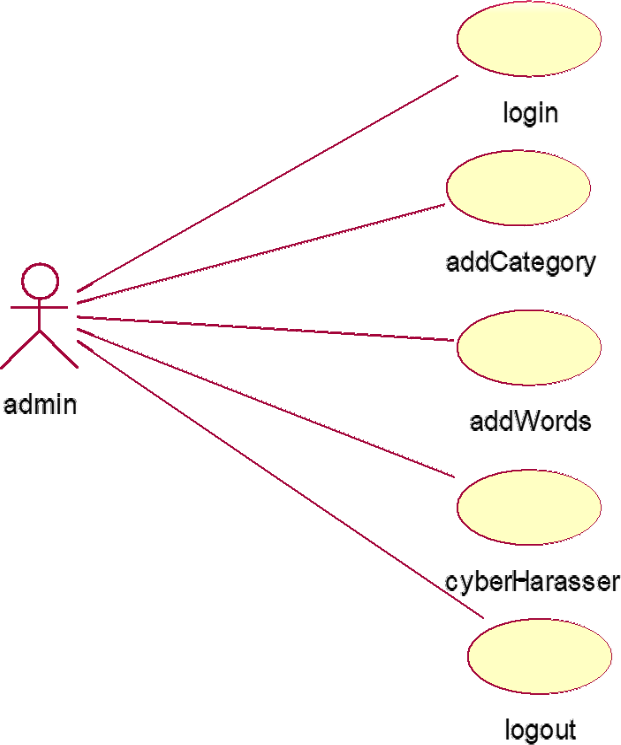 login
addCategory
admin
addWords
cyberHarasser
logout